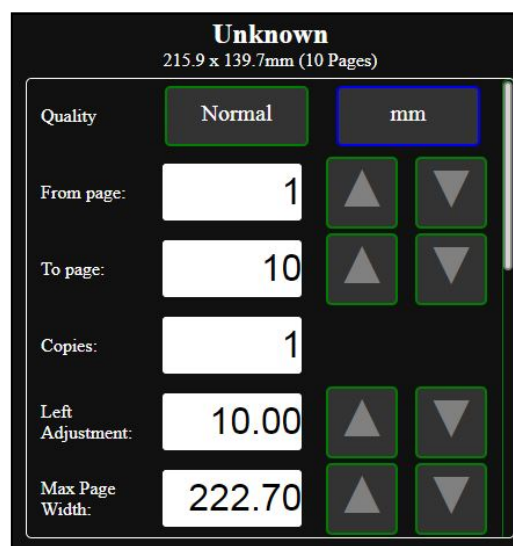 Unknown
215.9 x 139.7mm (10 Pages)
Quality Normal mm
From page: 1
To page: 10
Copies: 1
Left
Adjustment: 10.00
Max Page
Width: 222.70